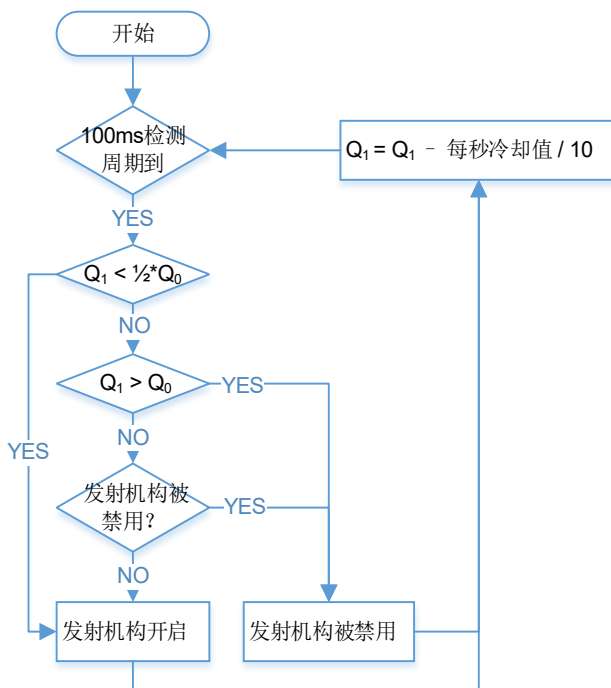 开始
100ms检测
周期到
Q₁ = Q₁ - 每秒冷却值 / 10
YES
Q₁ < ½*Q₀
NO
Q₁ > Q₀
YES
NO
YES
发射机构被
禁用？
YES
NO
发射机构开启
发射机构被禁用